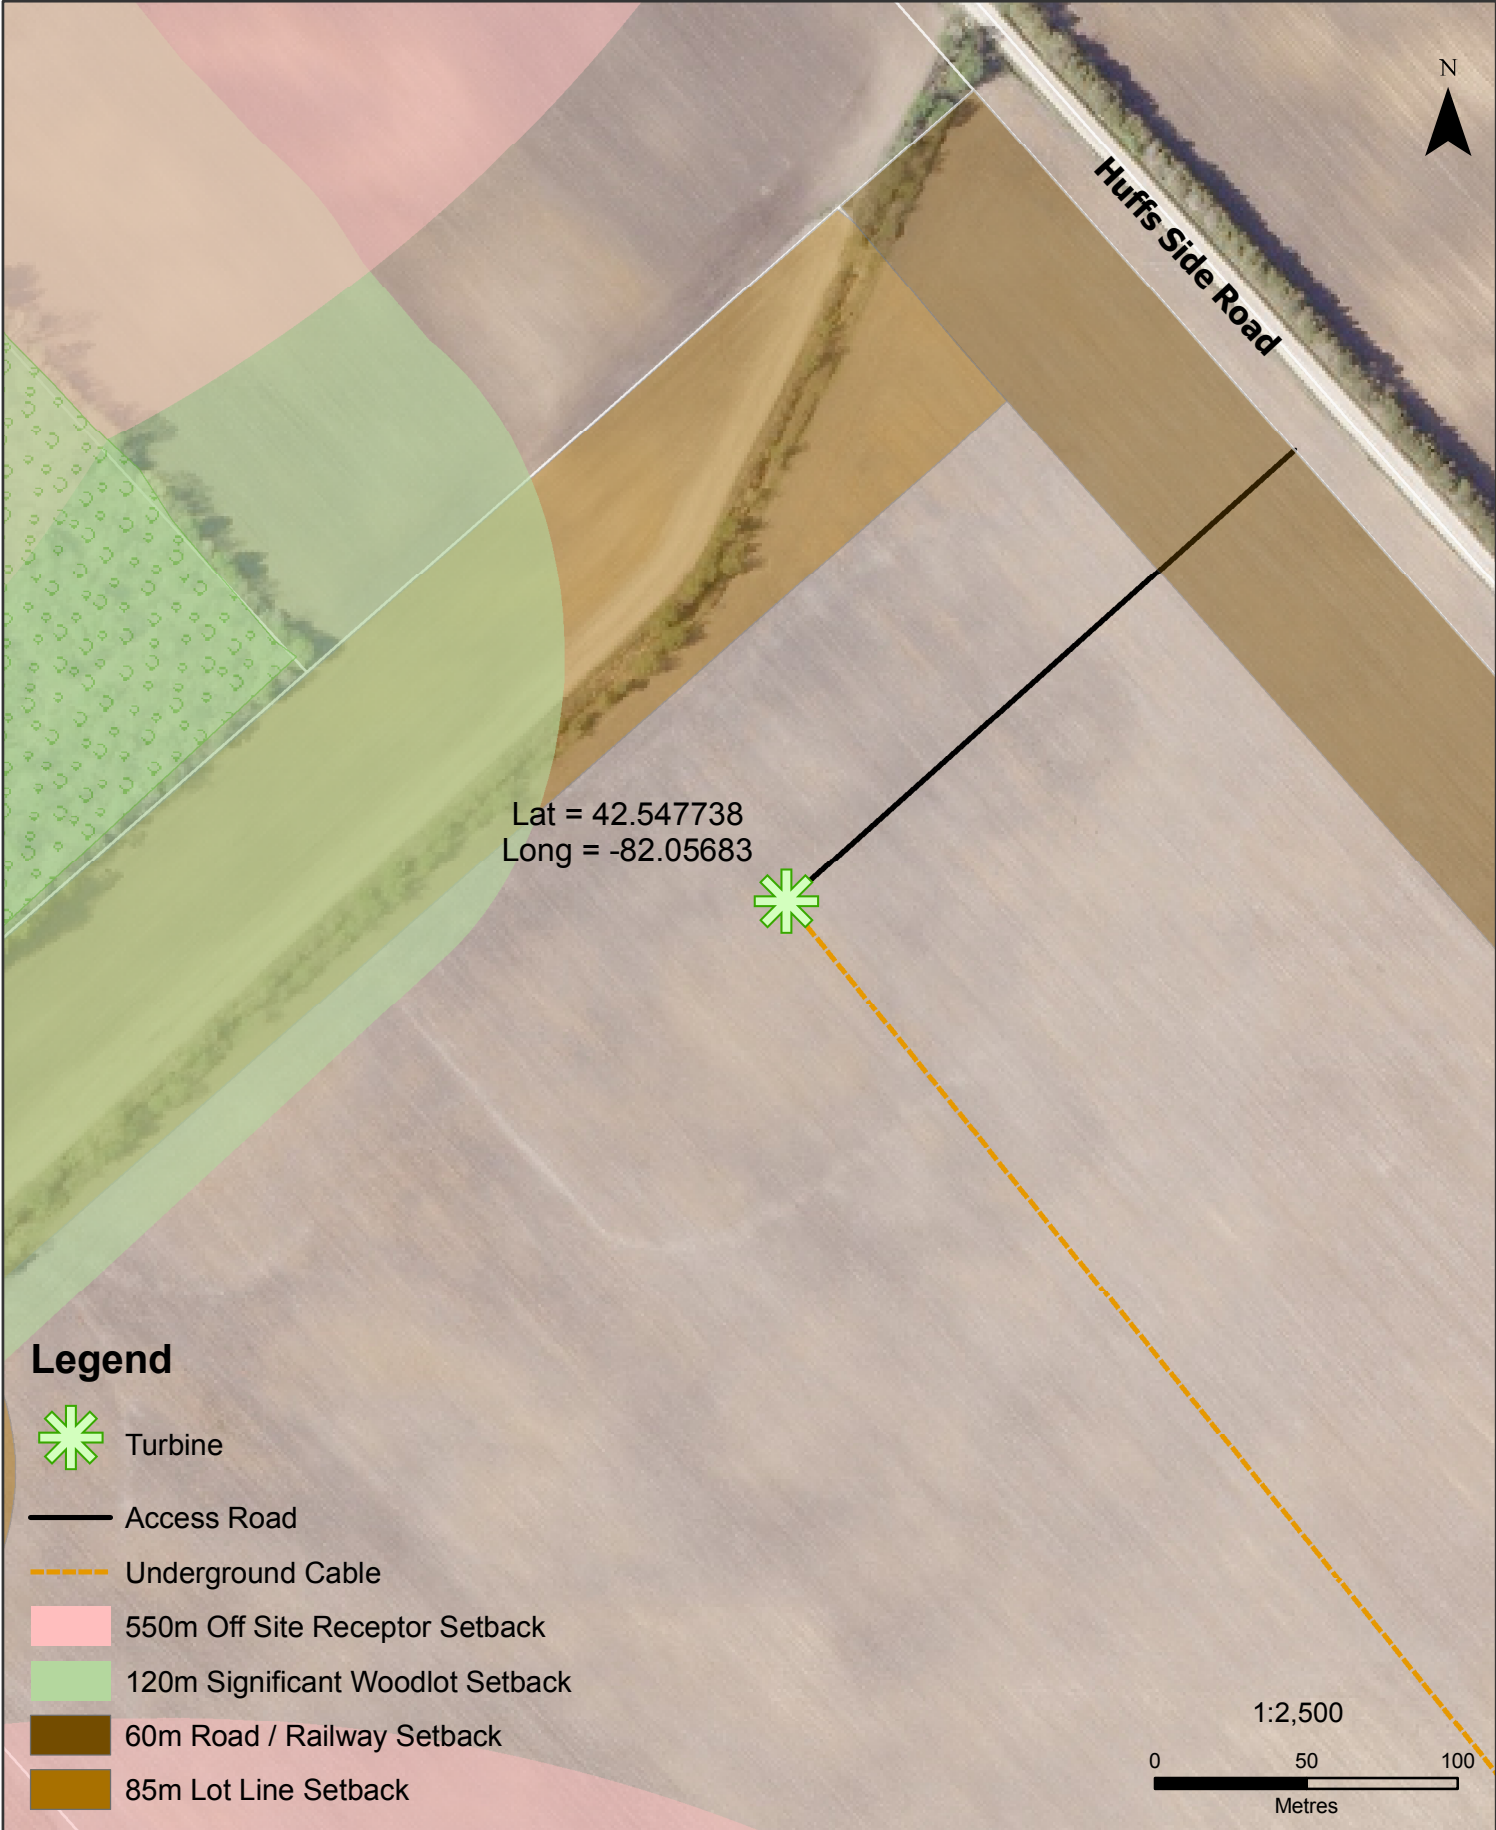 N
Huffs Side Road
Lat = 42.547738
Long = -82.05683
Legend
Turbine
Access Road
Underground Cable
550m Off Site Receptor Setback
120m Significant Woodlot Setback
60m Road / Railway Setback
85m Lot Line Setback
1:2,500
0 50 100
Metres